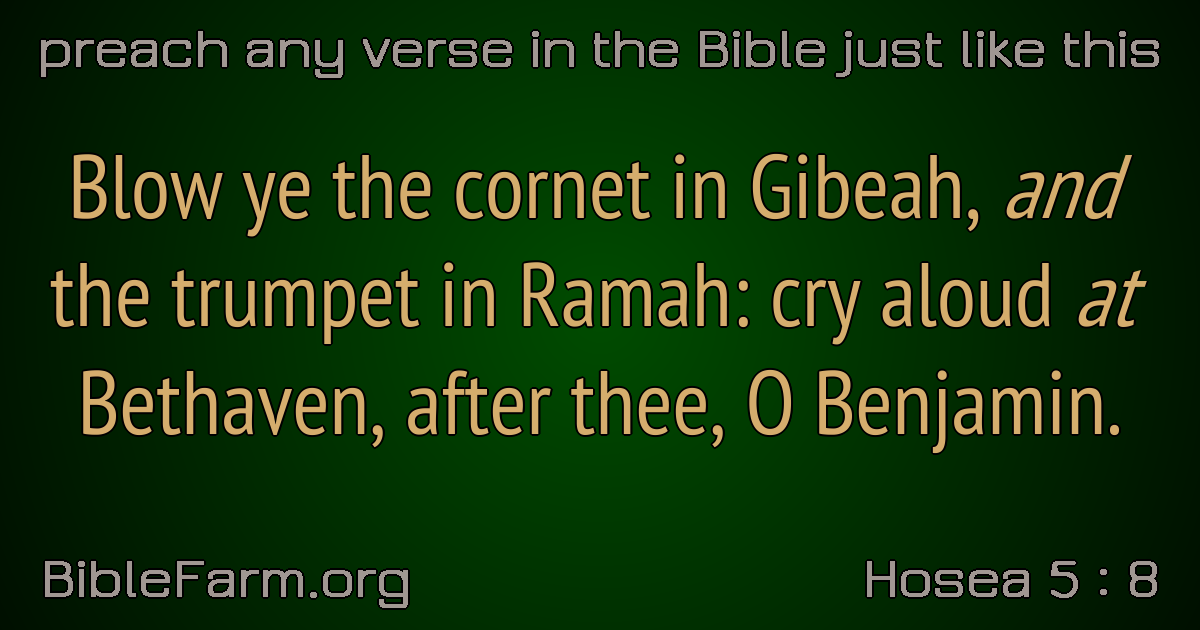 preach any verse in the Bible just like this
Blow ye the cornet in Gibeah, and
the trumpet in Ramah: cry aloud at
Bethaven, after thee, O Benjamin.
BibleFarm.org
Hosea 5 : 8